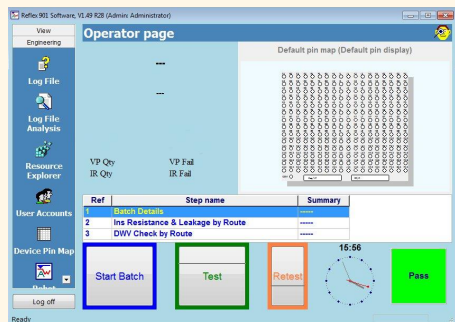 Reflex 901 Software, V1.49 R28 (Admin: Administrator)
View
Engineering
Log File
Log File
Analysis
Resource
Explorer
User Accounts
Device Pin Map
Robot
Log off
Ready
Operator page
---
---
VP Qty VP Fail
IR Qty IR Fail
Default pin map (Default pin display)
Ref Step name Summary
1 Batch Details -----
2 Ins Resistance & Leakage by Route -----
3 DWV Check by Route -----
Start Batch
Test
Retest
15:56
Pass